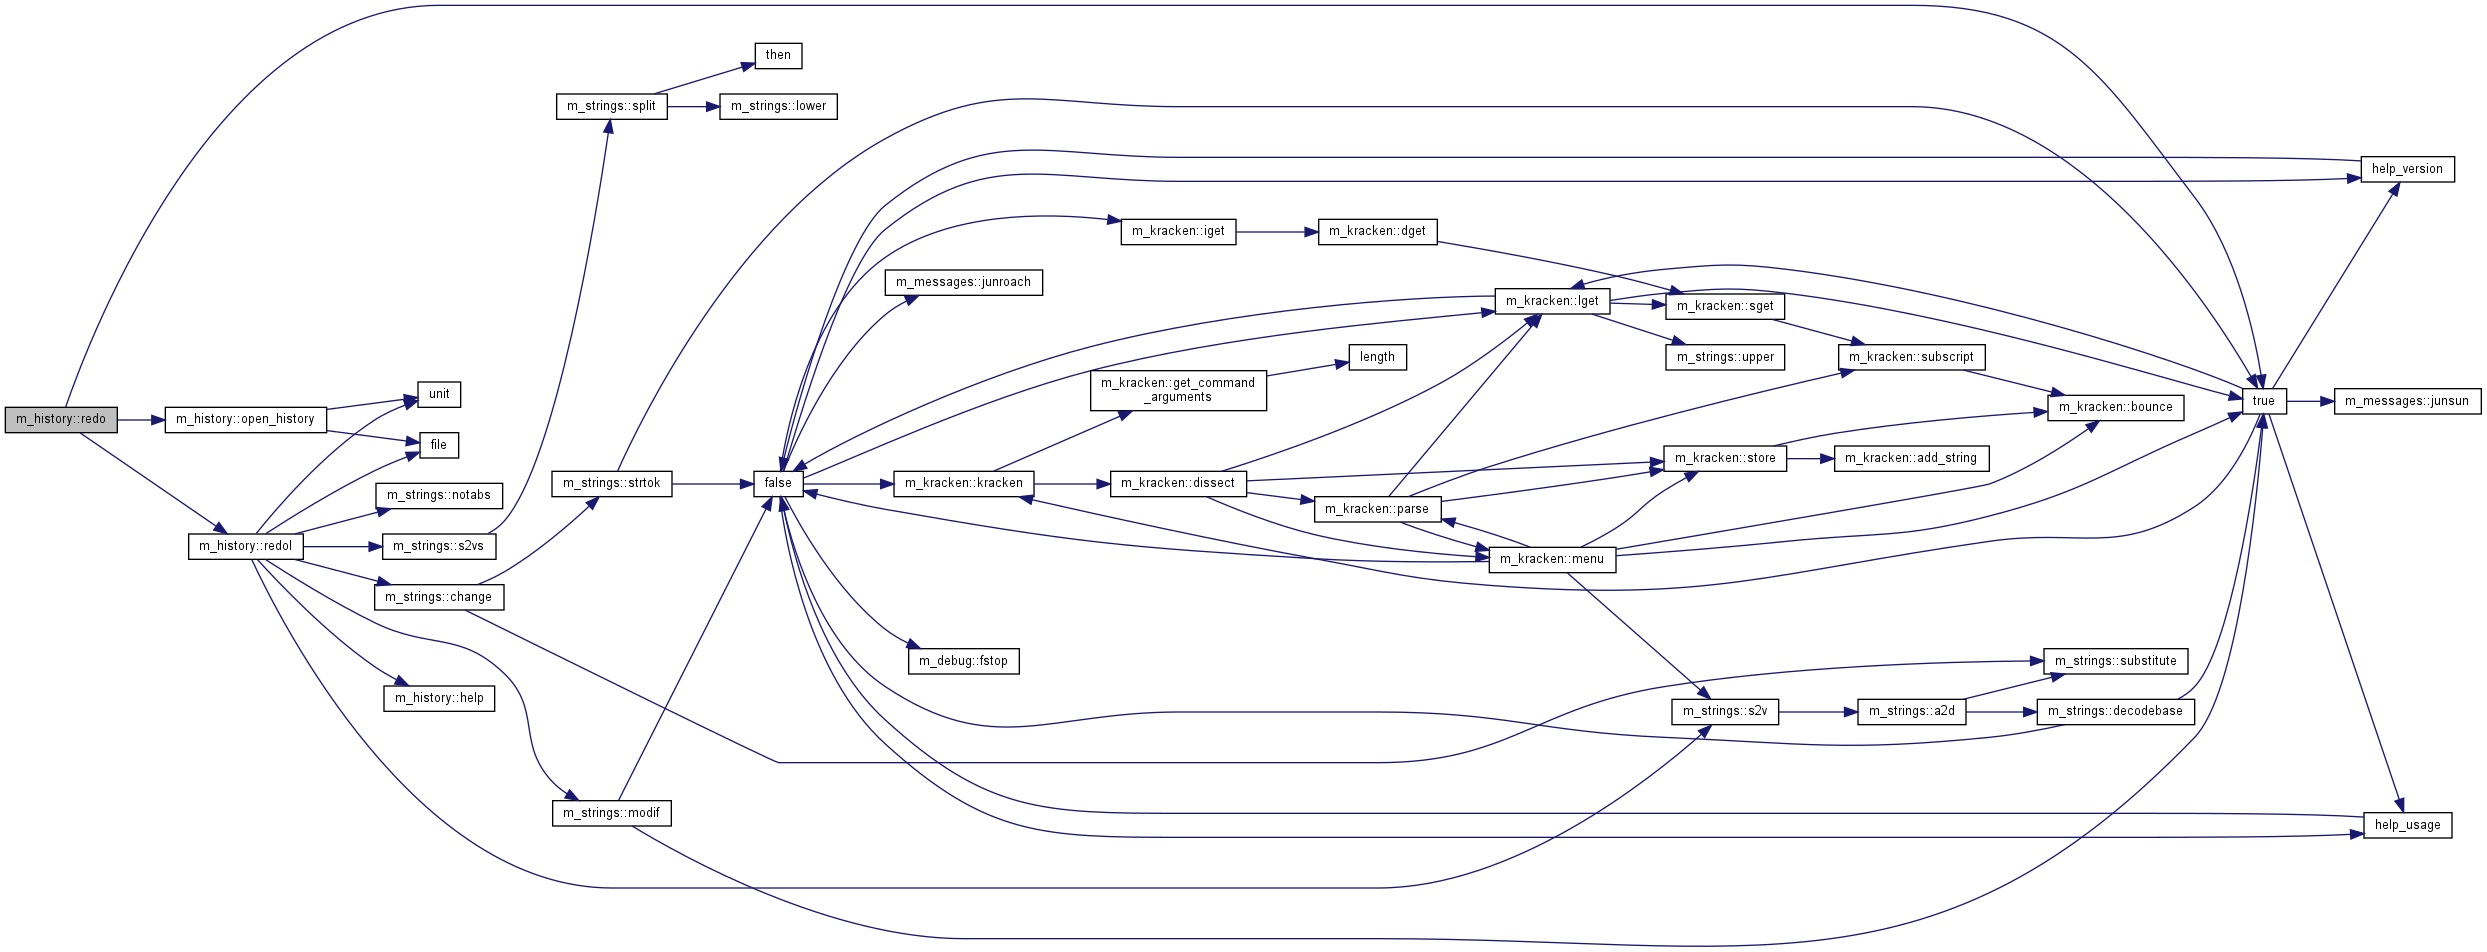 m_history::redo
m_history::open_history
m_history::redol
unit
file
m_strings::notabs
m_strings::s2vs
m_strings::change
m_history::help
m_strings::split
then
m_strings::lower
m_strings::strtok
m_strings::modif
false
m_messages::junroach
m_kracken::kracken
m_debug::fstop
m_kracken::iget
m_kracken::get_command
_arguments
m_kracken::dissect
m_kracken::dget
length
m_kracken::parse
m_kracken::lget
m_kracken::menu
m_kracken::sget
m_strings::upper
m_kracken::store
m_strings::s2v
m_kracken::subscript
m_kracken::add_string
m_strings::a2d
m_kracken::bounce
m_strings::substitute
m_strings::decodebase
true
help_version
m_messages::junsun
help_usage